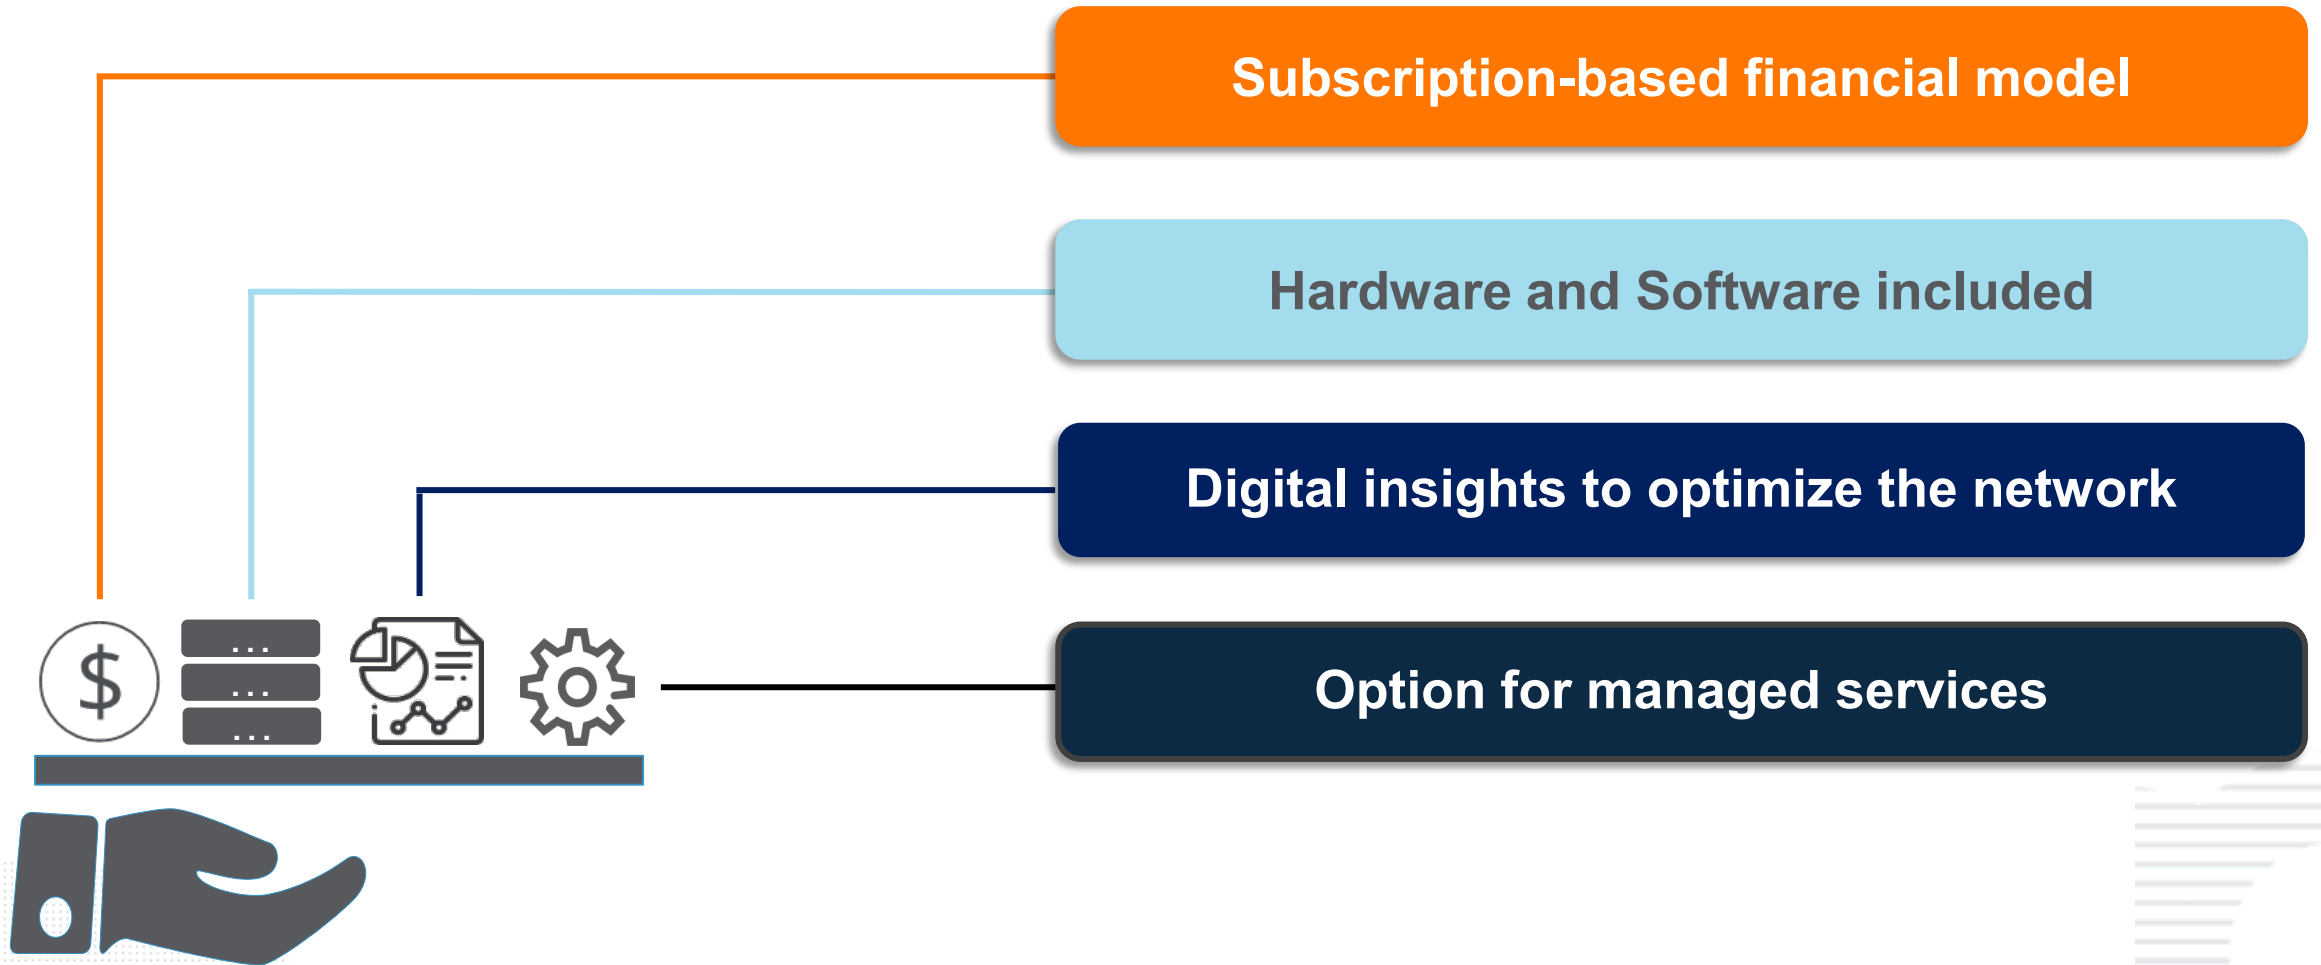 Subscription-based financial model
Hardware and Software included
Digital insights to optimize the network
$
...
...
...
Option for managed services